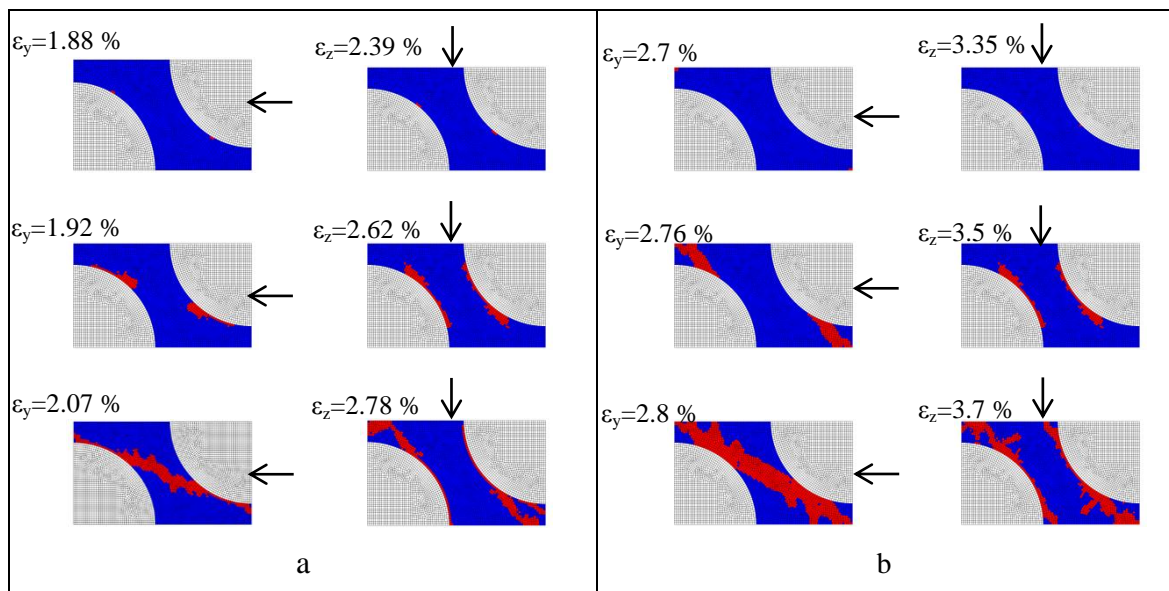 εy=1.88 %
εz=2.39 %
εy=1.92 %
εz=2.62 %
εy=2.07 %
εz=2.78 %
a
εy=2.7 %
εz=3.35 %
εy=2.76 %
εz=3.5 %
εy=2.8 %
εz=3.7 %
b